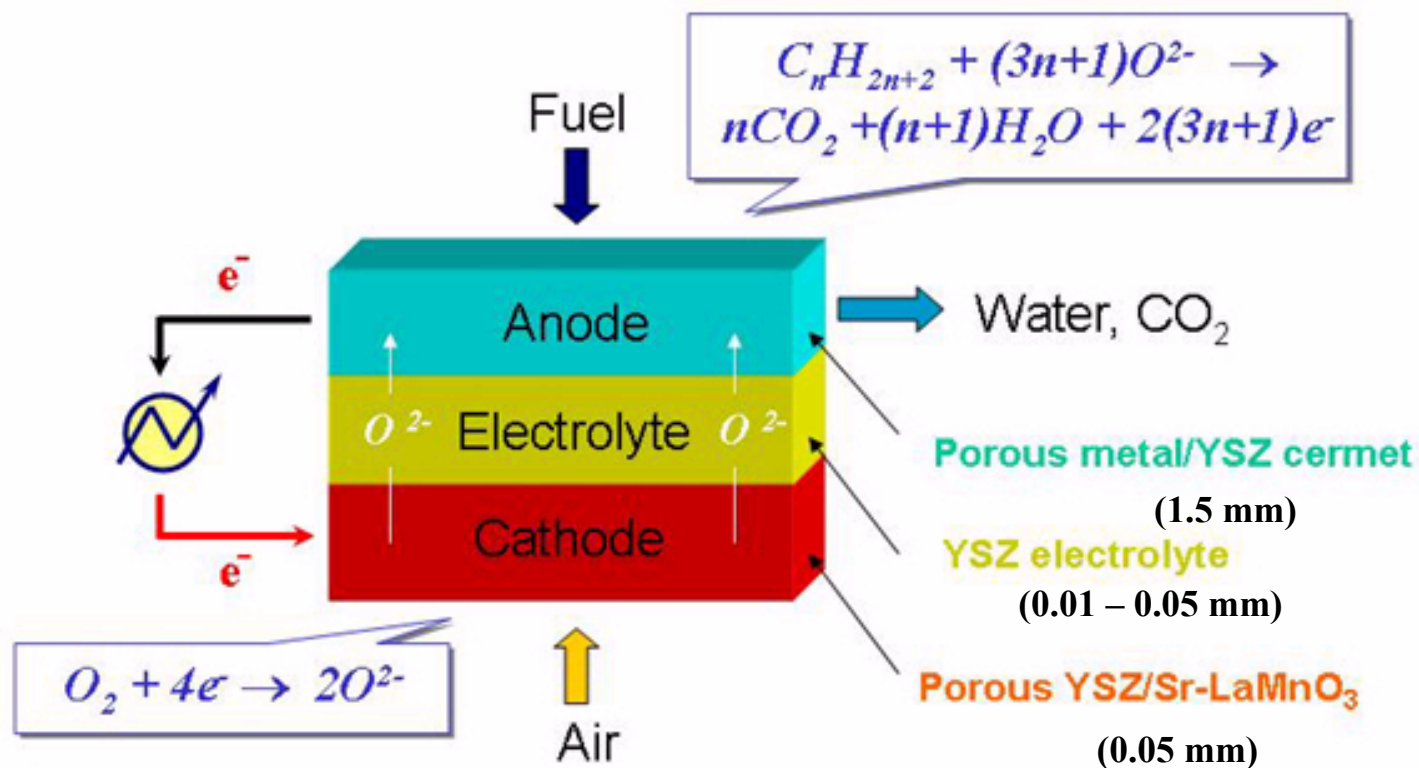 CₙH₂ₙ₊₂ + (3n+1)O²⁻ →
nCO₂ +(n+1)H₂O + 2(3n+1)e⁻
Fuel
e⁻
Anode
Water, CO₂
O ²⁻
Electrolyte
O ²⁻
Porous metal/YSZ cermet
(1.5 mm)
Cathode
YSZ electrolyte
(0.01 – 0.05 mm)
e⁻
O₂ + 4e⁻ → 2O²⁻
Porous YSZ/Sr-LaMnO₃
(0.05 mm)
Air